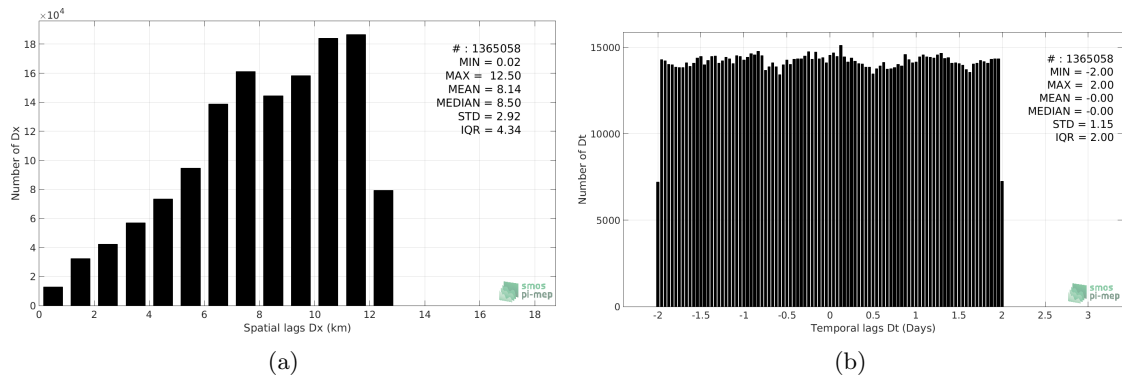 ×10⁴
18
16
14
12
10
8
6
4
2
0
Number of Dx
# : 1365058
MIN = 0.02
MAX = 12.50
MEAN = 8.14
MEDIAN = 8.50
STD = 2.92
IQR = 4.34
smos
pi-mep
0 2 4 6 8 10 12 14 16 18
Spatial lags Dx (km)
(a)
15000
10000
5000
0
Number of Dt
# : 1365058
MIN = -2.00
MAX = 2.00
MEAN = -0.00
MEDIAN = -0.00
STD = 1.15
IQR = 2.00
smos
pi-mep
-2 -1.5 -1 -0.5 0 0.5 1 1.5 2 2.5 3
Temporal lags Dt (Days)
(b)